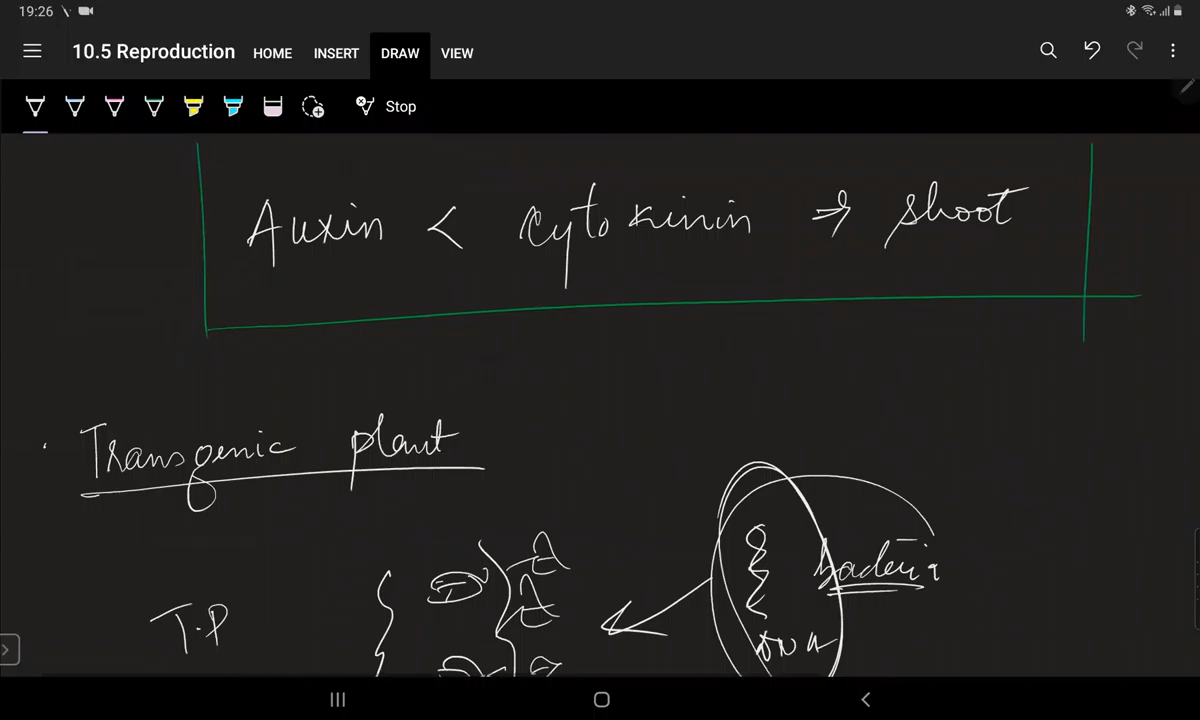 19:26
10.5 Reproduction HOME INSERT DRAW VIEW
Stop
Auxin < cytokinin ⇒ shoot
Transgenic plant
bacteria
T.P
DNA